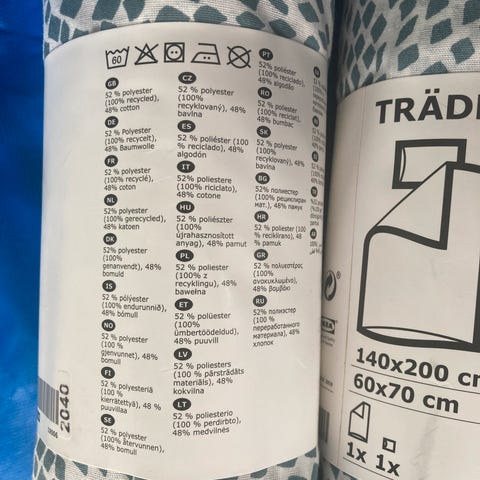 60
GB
52 % polyester
(100% recycled),
48% cotton
DE
52 % Polyester
(100% recycelt),
48% Baumwolle
FR
52 % polyester
(100% recyclé), 48%
coton
NL
52% polyester
(100% gerecycled),
48% katoen
DK
52% polyester
(100%
genanvendt), 48%
bomuld
IS
52 % pólýester
(100% endurunnið),
48% bómull
NO
52 % polyester
(100 %
gjenvunnet), 48%
bomull
FI
52 % polyesteriä
(100 %
kierrätettyä), 48%
puuvillaa
SE
52 % polyester
(100% återvunnen),
48% bomull
CZ
52 % polyester
(100%
recyklovaný), 48%
bavlna
ES
52 % poliéster (100
% reciclado), 48%
algodón
IT
52 % poliestere
(100% riciclato),
48% cotone
HU
52 % poliészter
(100%
újrahasznosított
anyag), 48% pamut
PL
52 % poliester
(100% z
recyklingu), 48%
bawełna
ET
52 % polüester
(100%
ümbertöödeldud),
48% puuvill
LV
52 % poliesters
(100 % pārstrādāts
materiāls), 48%
kokvilna
LT
52 % poliesterio
(100 % perdirbto),
48% medvilnės
PT
52 % poliéster
(100% reciclado),
48% algodão
RO
52 % poliester
(100% reciclat),
48% bumbac
SK
52 % polyester
(100%
recyklovaný), 48%
bavlna
BG
52 % полиестер
(100% рециклиран
мат.), 48% памук
HR
52 % poliester (100
% reciklirano), 48
% pamuk
GR
52 % πολυεστέρας
(100%
ανακυκλωμένο),
48% βαμβάκι
RU
52% полиэстер
(100 %
переработанного
материала), 48%
хлопок
2040
TRÄD
140x200 cm
60x70 cm
1x 1x